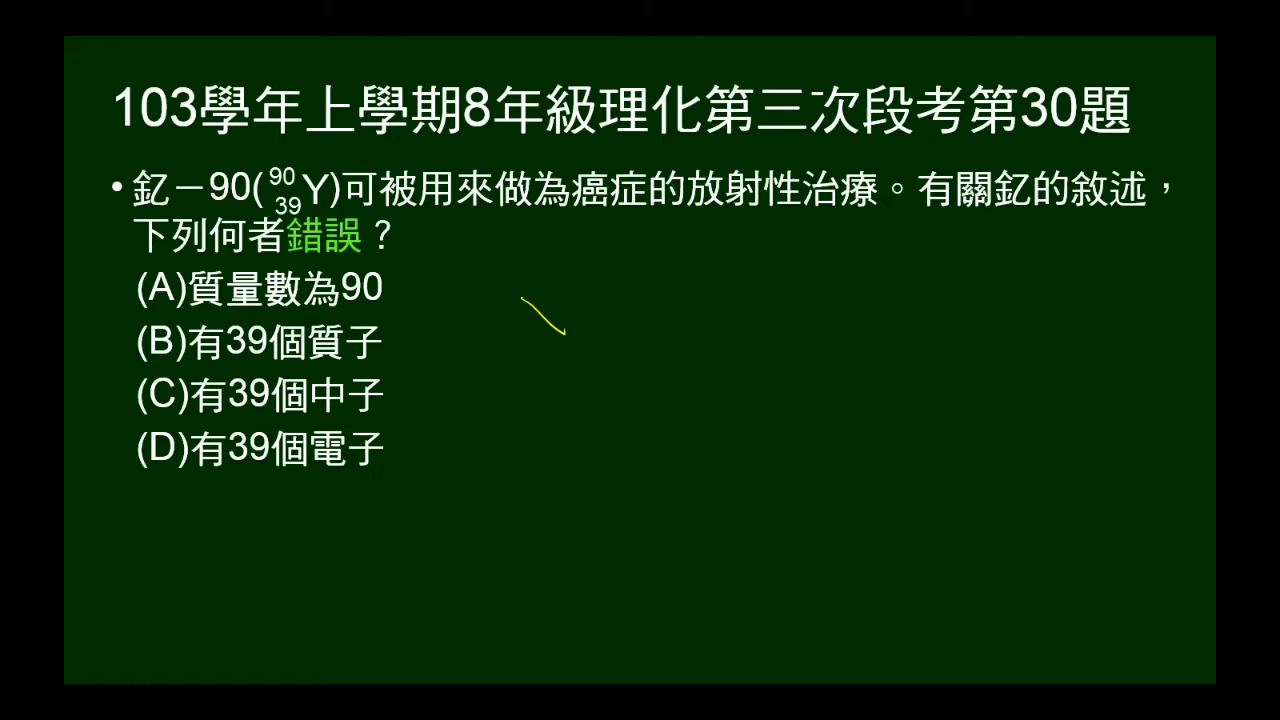 103學年上學期8年級理化第三次段考第30題
• 釔－90( ⁹⁰₃₉Y)可被用來做為癌症的放射性治療。有關釔的敘述，
下列何者錯誤？
(A)質量數為90
(B)有39個質子
(C)有39個中子
(D)有39個電子